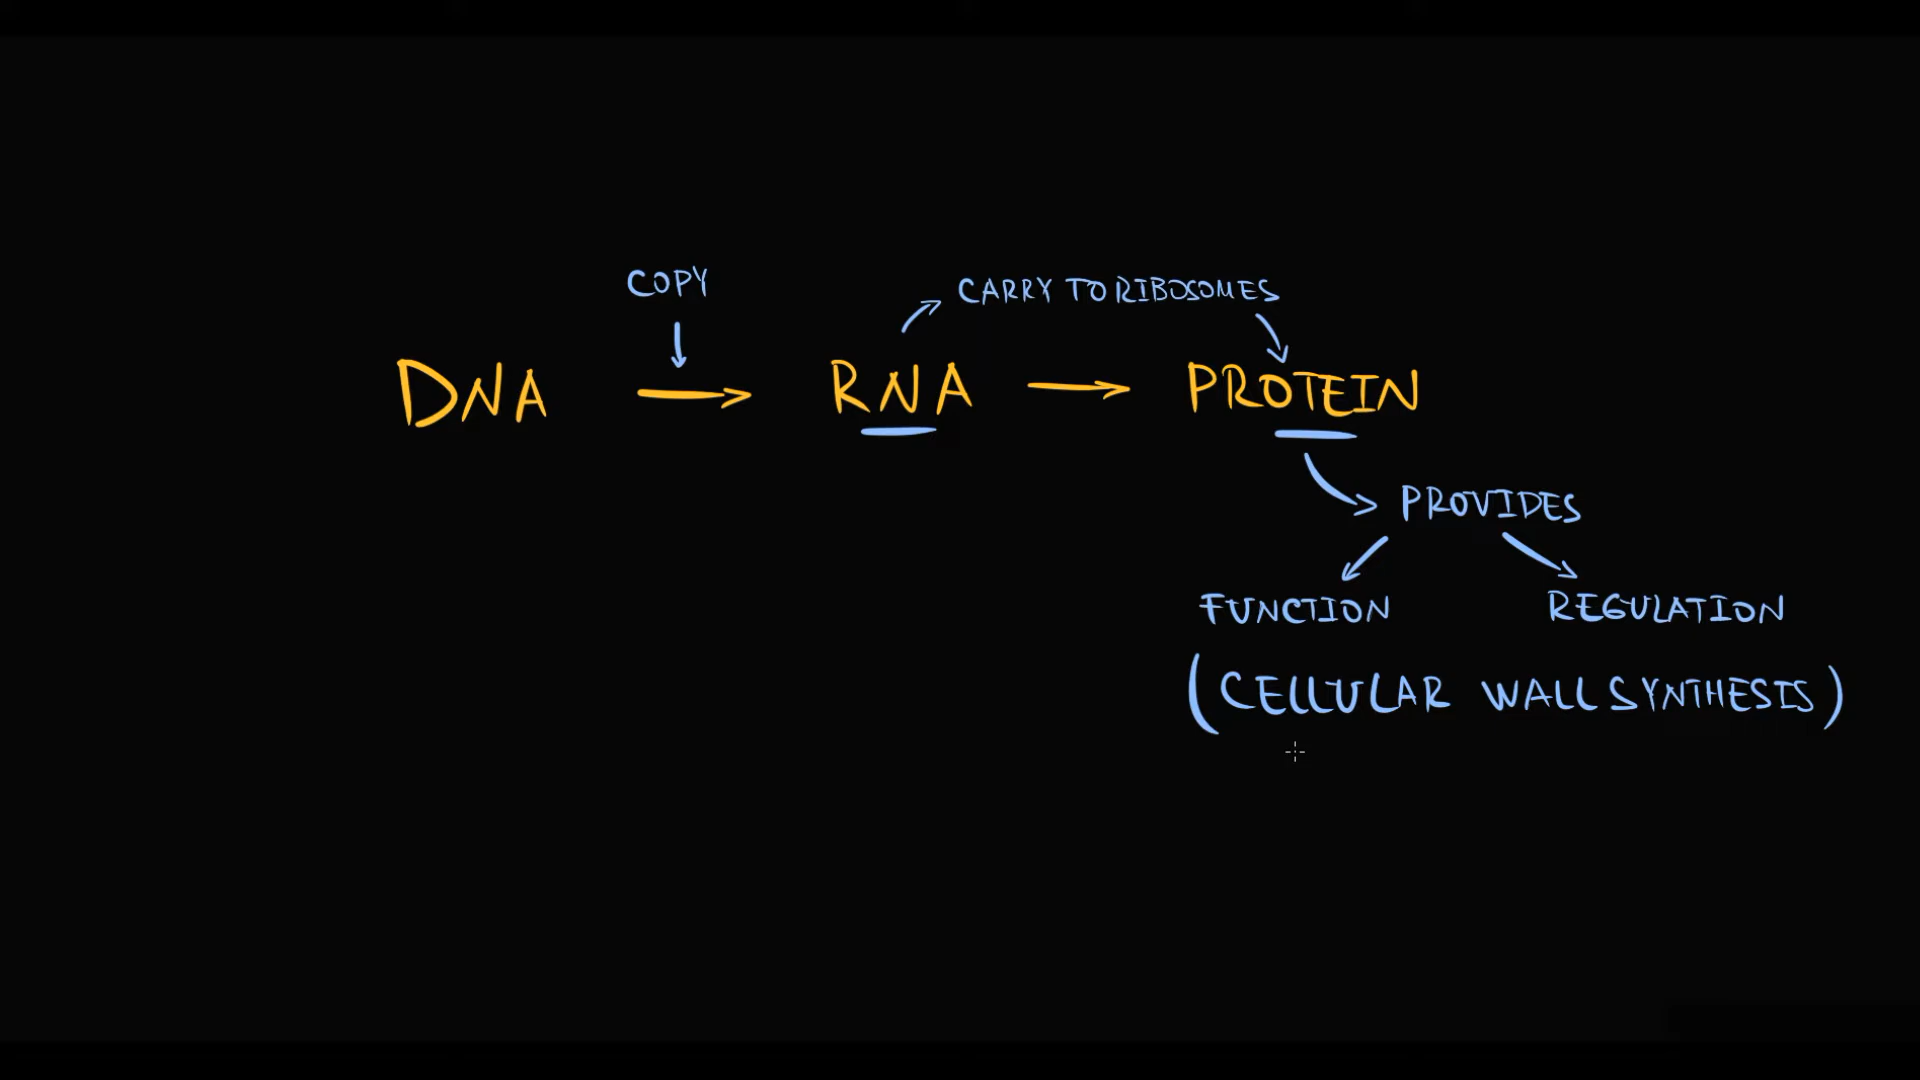 COPY
CARRY TO RIBOSOMES
DNA → RNA → PROTEIN
PROVIDES
FUNCTION REGULATION
(CELLULAR WALL SYNTHESIS)